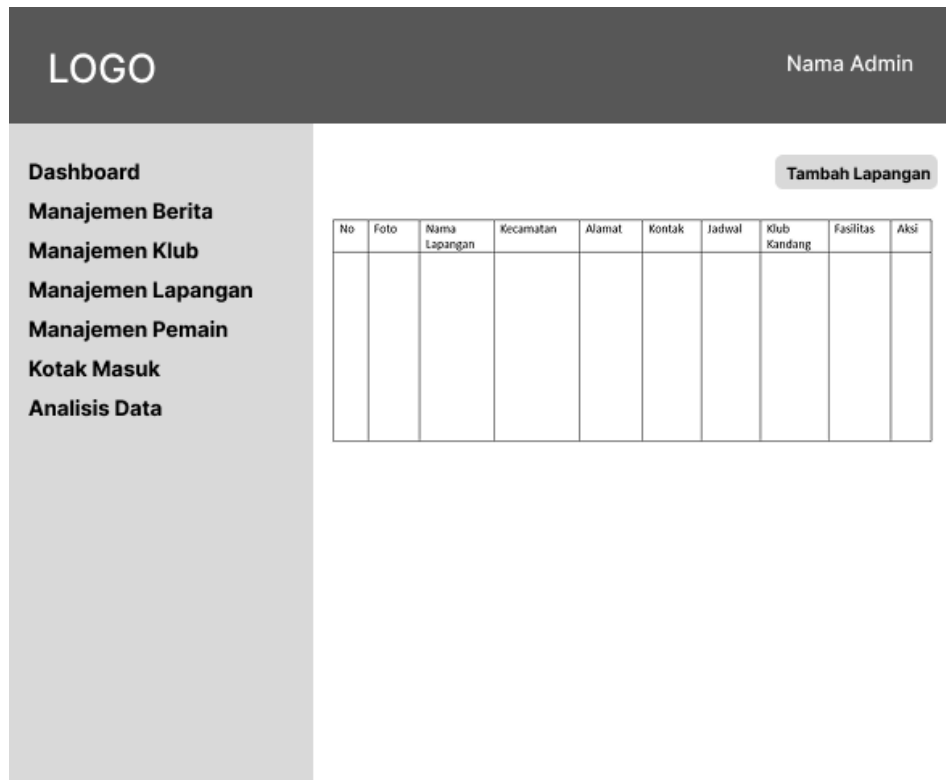 LOGO
Nama Admin
Dashboard
Manajemen Berita
Manajemen Klub
Manajemen Lapangan
Manajemen Pemain
Kotak Masuk
Analisis Data
Tambah Lapangan
No Foto Nama Lapangan Kecamatan Alamat Kontak Jadwal Klub Kandang Fasilitas Aksi